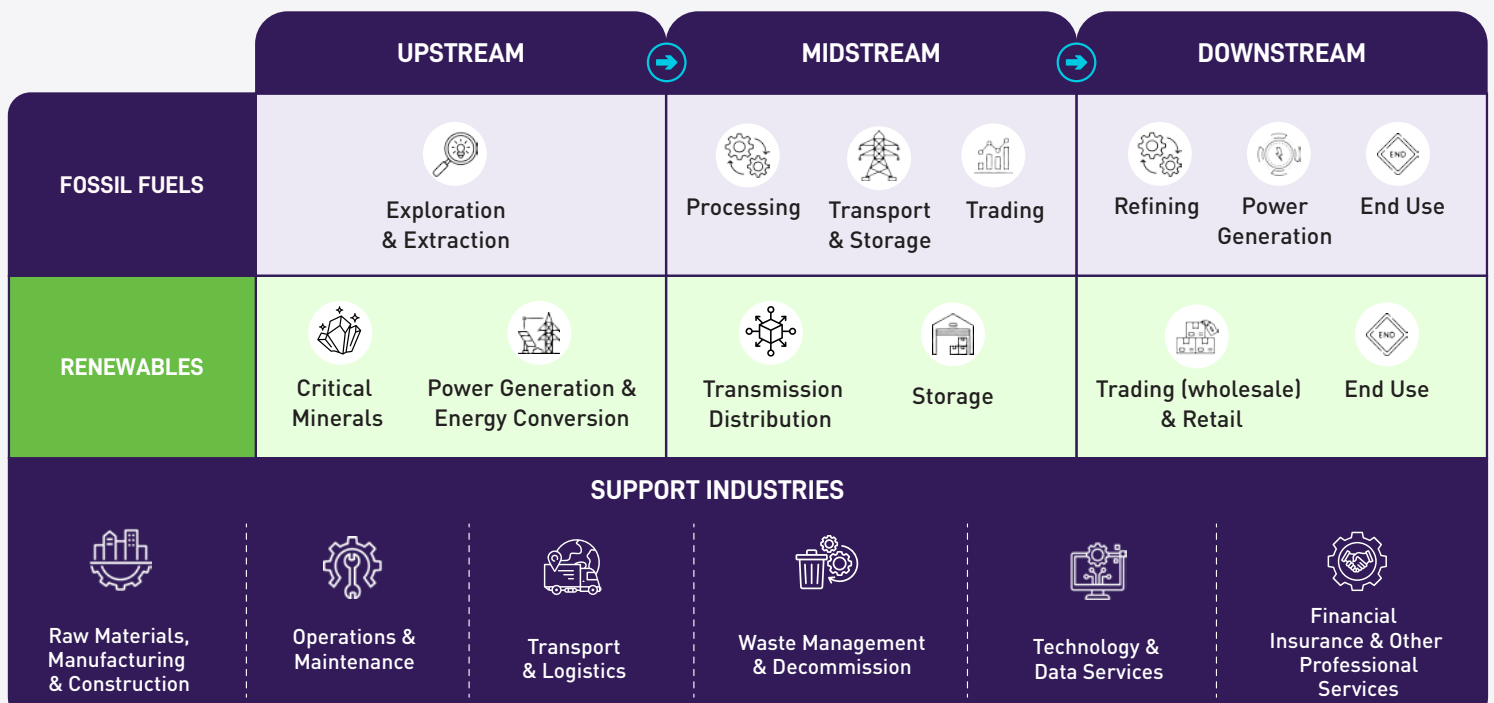 UPSTREAM
MIDSTREAM
DOWNSTREAM
FOSSIL FUELS
Exploration
& Extraction
Processing
Transport
& Storage
Trading
Refining
Power
Generation
END
End Use
RENEWABLES
Critical
Minerals
Power Generation &
Energy Conversion
Transmission
Distribution
Storage
Trading (wholesale)
& Retail
END
End Use
SUPPORT INDUSTRIES
Raw Materials,
Manufacturing
& Construction
Operations &
Maintenance
Transport
& Logistics
Waste Management
& Decommission
Technology &
Data Services
Financial
Insurance & Other
Professional
Services